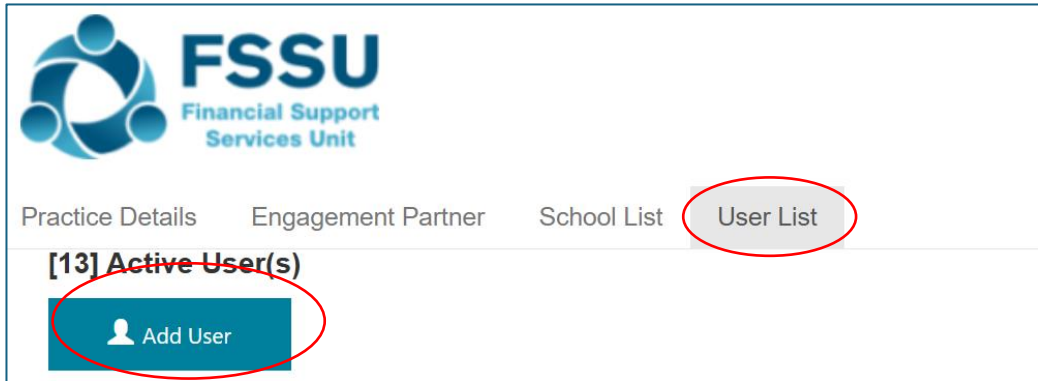 FSSU
Financial Support
Services Unit
Practice Details Engagement Partner School List User List
[13] Active User(s)
Add User